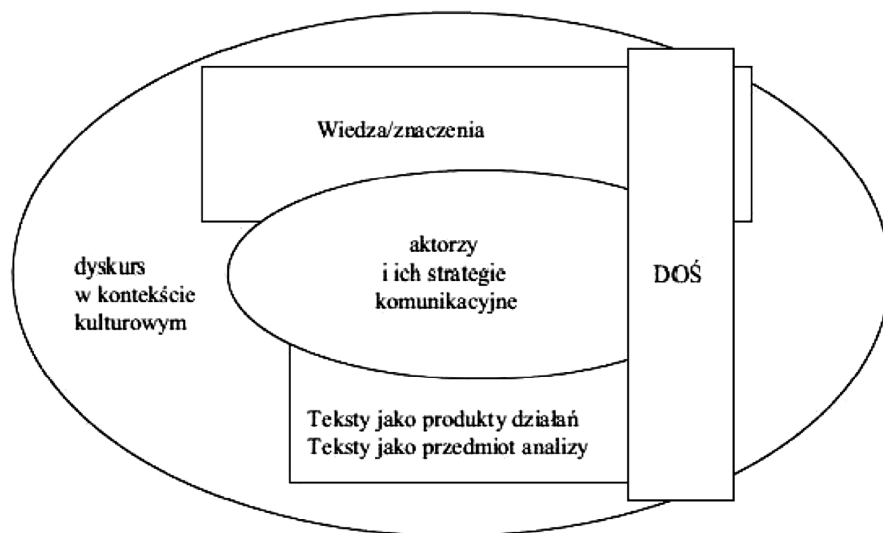 Wiedza/znaczenia
aktorzy
i ich strategie
komunikacyjne
dyskurs
w kontekście
kulturowym
DOŚ
Teksty jako produkty działań
Teksty jako przedmiot analizy